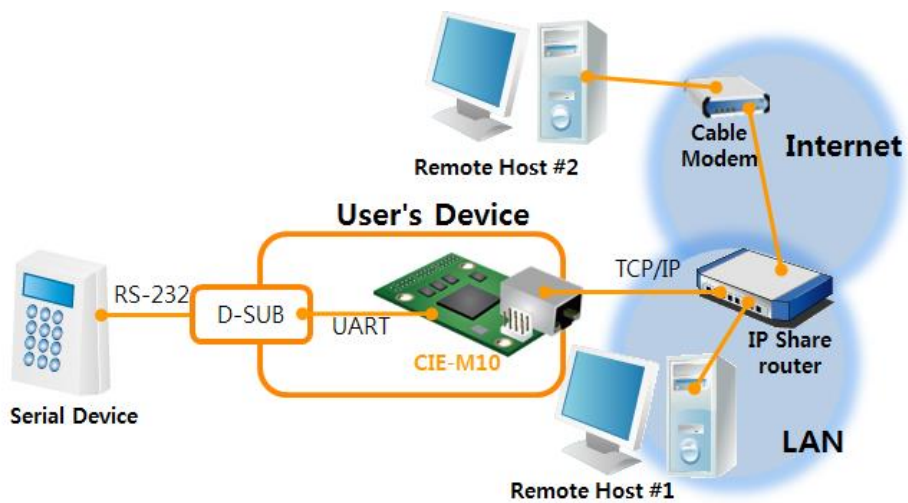 Remote Host #2
Cable
Modem
Internet
User's Device
TCP/IP
RS-232
D-SUB
UART
CIE-M10
IP Share
router
Serial Device
LAN
Remote Host #1